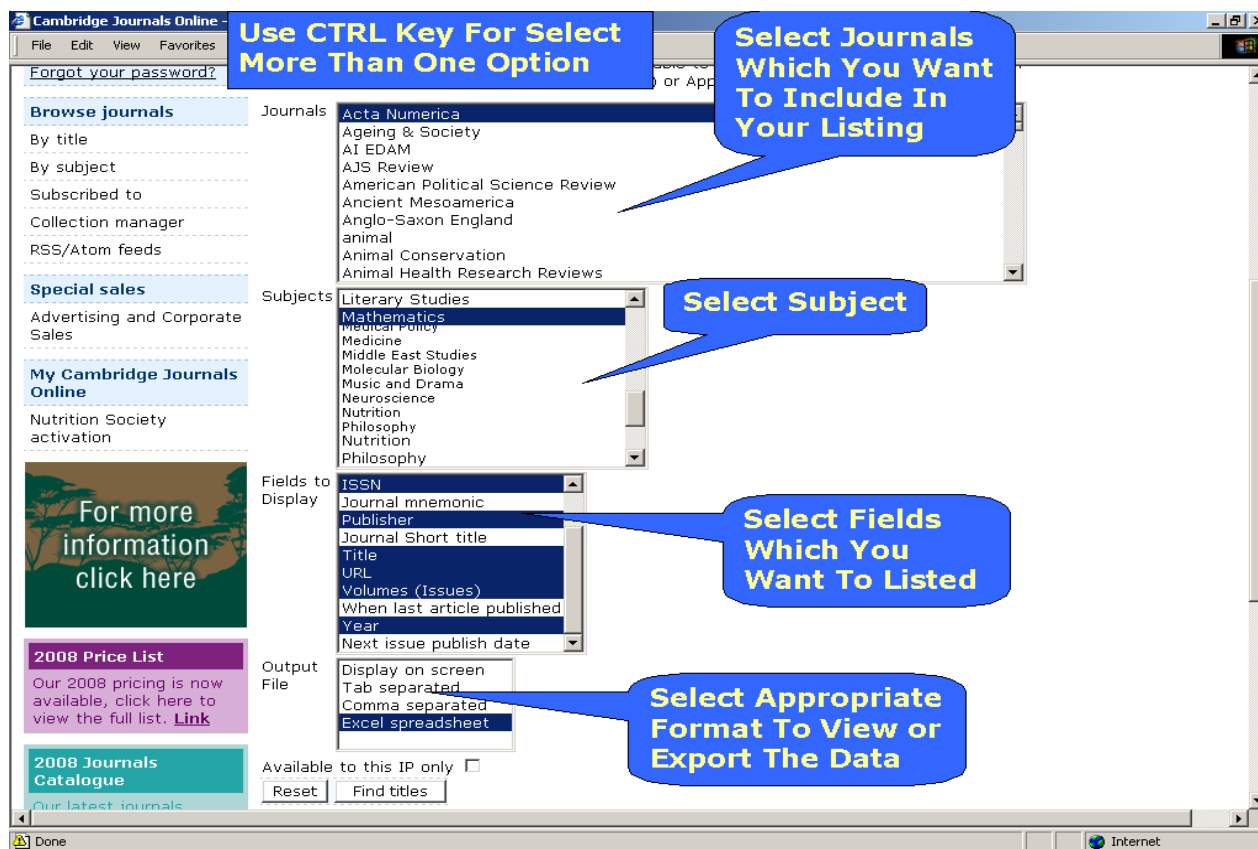 Cambridge Journals Online –
File Edit View Favorites
Use CTRL Key For Select
More Than One Option
Select Journals
Which You Want
To Include In
Your Listing
Forgot your password?
) or App
Browse journals
By title
By subject
Subscribed to
Collection manager
RSS/Atom feeds
Special sales
Advertising and Corporate
Sales
My Cambridge Journals
Online
Nutrition Society
activation
For more
information
click here
2008 Price List
Our 2008 pricing is now
available, click here to
view the full list. Link
2008 Journals
Catalogue
Our latest journals
Journals
Acta Numerica
Ageing & Society
AI EDAM
AJS Review
American Political Science Review
Ancient Mesoamerica
Anglo-Saxon England
animal
Animal Conservation
Animal Health Research Reviews
Subjects
Literary Studies
Mathematics
Medical Policy
Medicine
Middle East Studies
Molecular Biology
Music and Drama
Neuroscience
Nutrition
Philosophy
Nutrition
Philosophy
Select Subject
Fields to
Display
ISSN
Journal mnemonic
Publisher
Journal Short title
Title
URL
Volumes (Issues)
When last article published
Year
Next issue publish date
Select Fields
Which You
Want To Listed
Output
File
Display on screen
Tab separated
Comma separated
Excel spreadsheet
Select Appropriate
Format To View or
Export The Data
Available to this IP only
Reset Find titles
Done
Internet